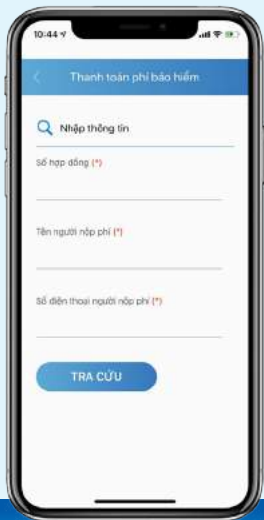 10:44
Thanh toán phí bảo hiểm
Nhập thông tin
Số hợp đồng (*)
Tên người nộp phí (*)
Số điện thoại người nộp phí (*)
TRA CỨU